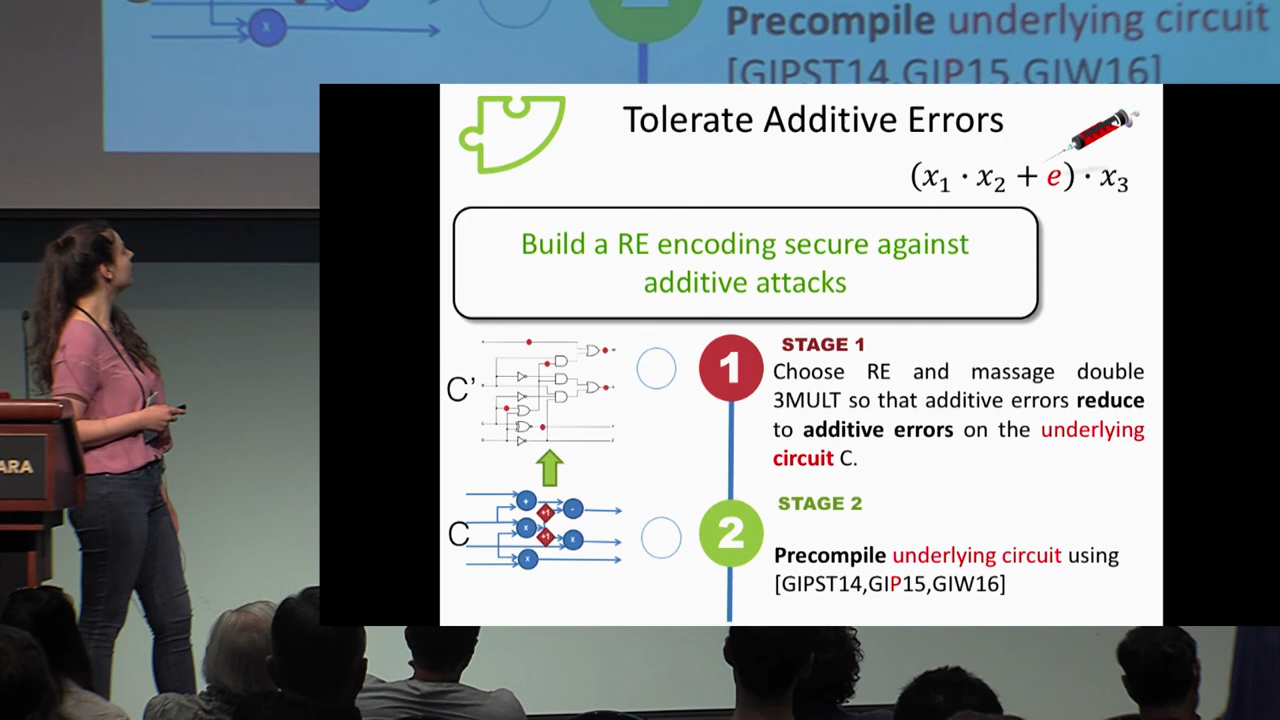 Precompile underlying circuit
[GIPST14,GIP15,GIW16]
Tolerate Additive Errors
(x₁ · x₂ + e) · x₃
Build a RE encoding secure against
additive attacks
1
STAGE 1
Choose RE and massage double
3MULT so that additive errors reduce
to additive errors on the underlying
circuit C.
C'
C
+
-
+1
x
+1
x
x
x
2
STAGE 2
Precompile underlying circuit using
[GIPST14,GIP15,GIW16]
ARA